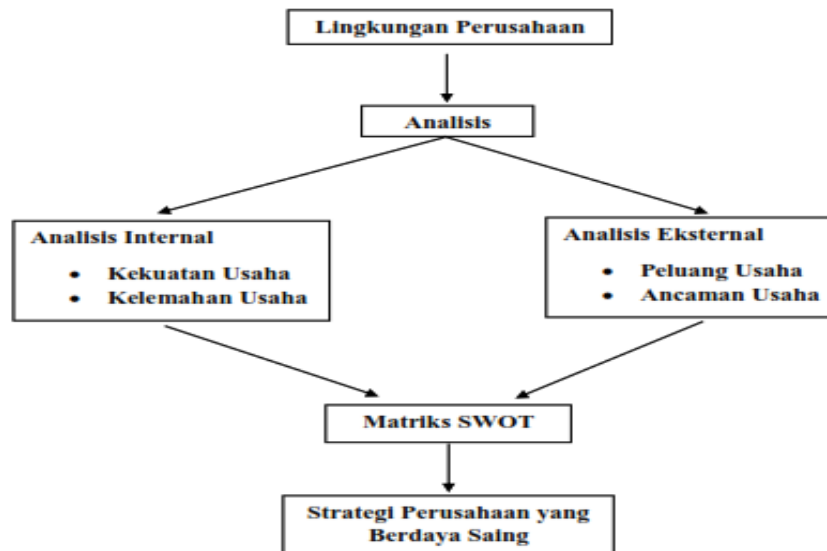 Lingkungan Perusahaan
Analisis
Analisis Internal
• Kekuatan Usaha
• Kelemahan Usaha
Analisis Eksternal
• Peluang Usaha
• Ancaman Usaha
Matriks SWOT
Strategi Perusahaan yang
Berdaya Saing